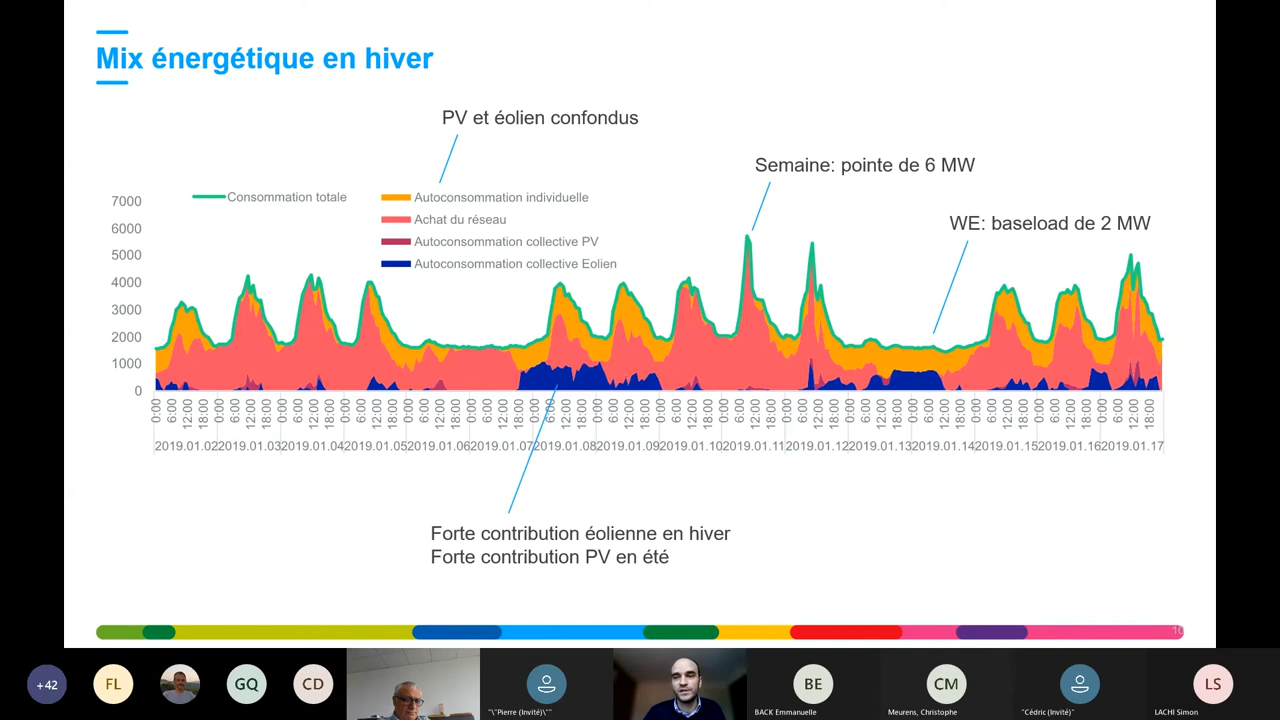 Mix énergétique en hiver
PV et éolien confondus
Semaine: pointe de 6 MW
WE: baseload de 2 MW
Consommation totale
Autoconsommation individuelle
Achat du réseau
Autoconsommation collective PV
Autoconsommation collective Eolien
7000
6000
5000
4000
3000
2000
1000
0
0:00 6:00 12:00 18:00 0:00 6:00 12:00 18:00 0:00 6:00 12:00 18:00 0:00 6:00 12:00 18:00 0:00 6:00 12:00 18:00 0:00 6:00 12:00 18:00 0:00 6:00 12:00 18:00 0:00 6:00 12:00 18:00 0:00 6:00 12:00 18:00 0:00 6:00 12:00 18:00 0:00 6:00 12:00 18:00 0:00 6:00 12:00 18:00 0:00 6:00 12:00 18:00 0:00 6:00 12:00 18:00 0:00 6:00 12:00 18:00 0:00 6:00 12:00 18:00
2019.01.02 2019.01.03 2019.01.04 2019.01.05 2019.01.06 2019.01.07 2019.01.08 2019.01.09 2019.01.10 2019.01.11 2019.01.12 2019.01.13 2019.01.14 2019.01.15 2019.01.16 2019.01.17
Forte contribution éolienne en hiver
Forte contribution PV en été
10
+42
FL
GQ
CD
"\"Pierre (Invité)\""
BE
BACK Emmanuelle
CM
Meurens, Christophe
"Cédric (Invité)"
LS
LACHI Simon